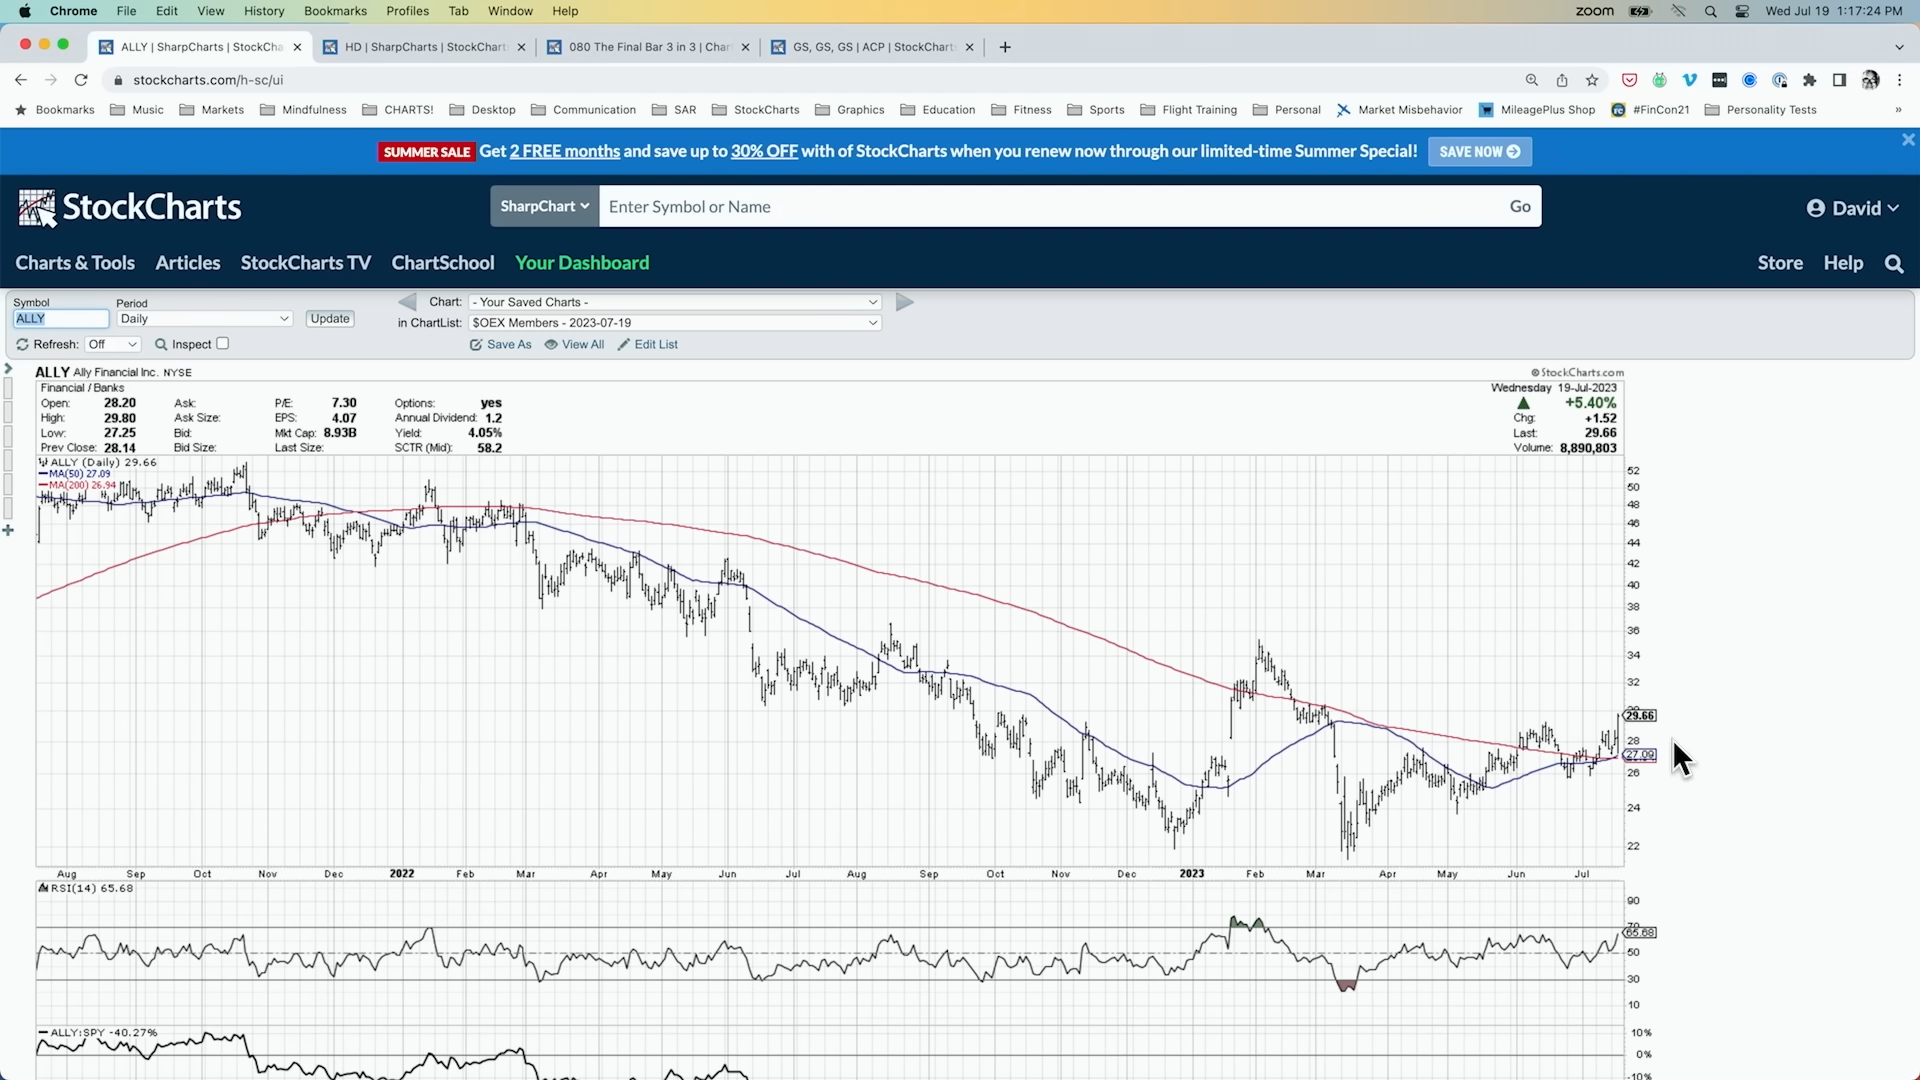 Chrome File Edit View History Bookmarks Profiles Tab Window Help zoom Wed Jul 19 1:17:24 PM
ALLY | SharpCharts | StockCha HD | SharpCharts | StockChart 080 The Final Bar 3 in 3 | Char GS, GS, GS | ACP | StockChart
stockcharts.com/h-sc/ui
Bookmarks Music Markets Mindfulness CHARTS! Desktop Communication SAR StockCharts Graphics Education Fitness Sports Flight Training Personal Market Misbehavior MileagePlus Shop #FinCon21 Personality Tests »
SUMMER SALE Get 2 FREE months and save up to 30% OFF with of StockCharts when you renew now through our limited-time Summer Special! SAVE NOW
StockCharts SharpChart Enter Symbol or Name Go David
Charts & Tools Articles StockCharts TV ChartSchool Your Dashboard Store Help
Symbol Period Chart: - Your Saved Charts -
ALLY Daily Update in ChartList: $OEX Members - 2023-07-19
Refresh: Off Inspect Save As View All Edit List
ALLY Ally Financial Inc. NYSE © StockCharts.com
Financial / Banks Wednesday 19-Jul-2023
Open: 28.20 Ask: P/E: 7.30 Options: yes +5.40%
High: 29.80 Ask Size: EPS: 4.07 Annual Dividend: 1.2 Chg: +1.52
Low: 27.25 Bid: Mkt Cap: 8.93B Yield: 4.05% Last: 29.66
Prev Close: 28.14 Bid Size: Last Size: SCTR (Mid): 58.2 Volume: 8,890,803
ALLY (Daily) 29.66
MA(50) 27.09
MA(200) 26.94
52
50
48
46
44
42
40
38
36
34
32
29.66
28
27.09
26
24
22
Aug Sep Oct Nov Dec 2022 Feb Mar Apr May Jun Jul Aug Sep Oct Nov Dec 2023 Feb Mar Apr May Jun Jul
RSI(14) 65.68
90
70
65.68
50
30
10
ALLY:SPY -40.27%
10%
0%
-10%